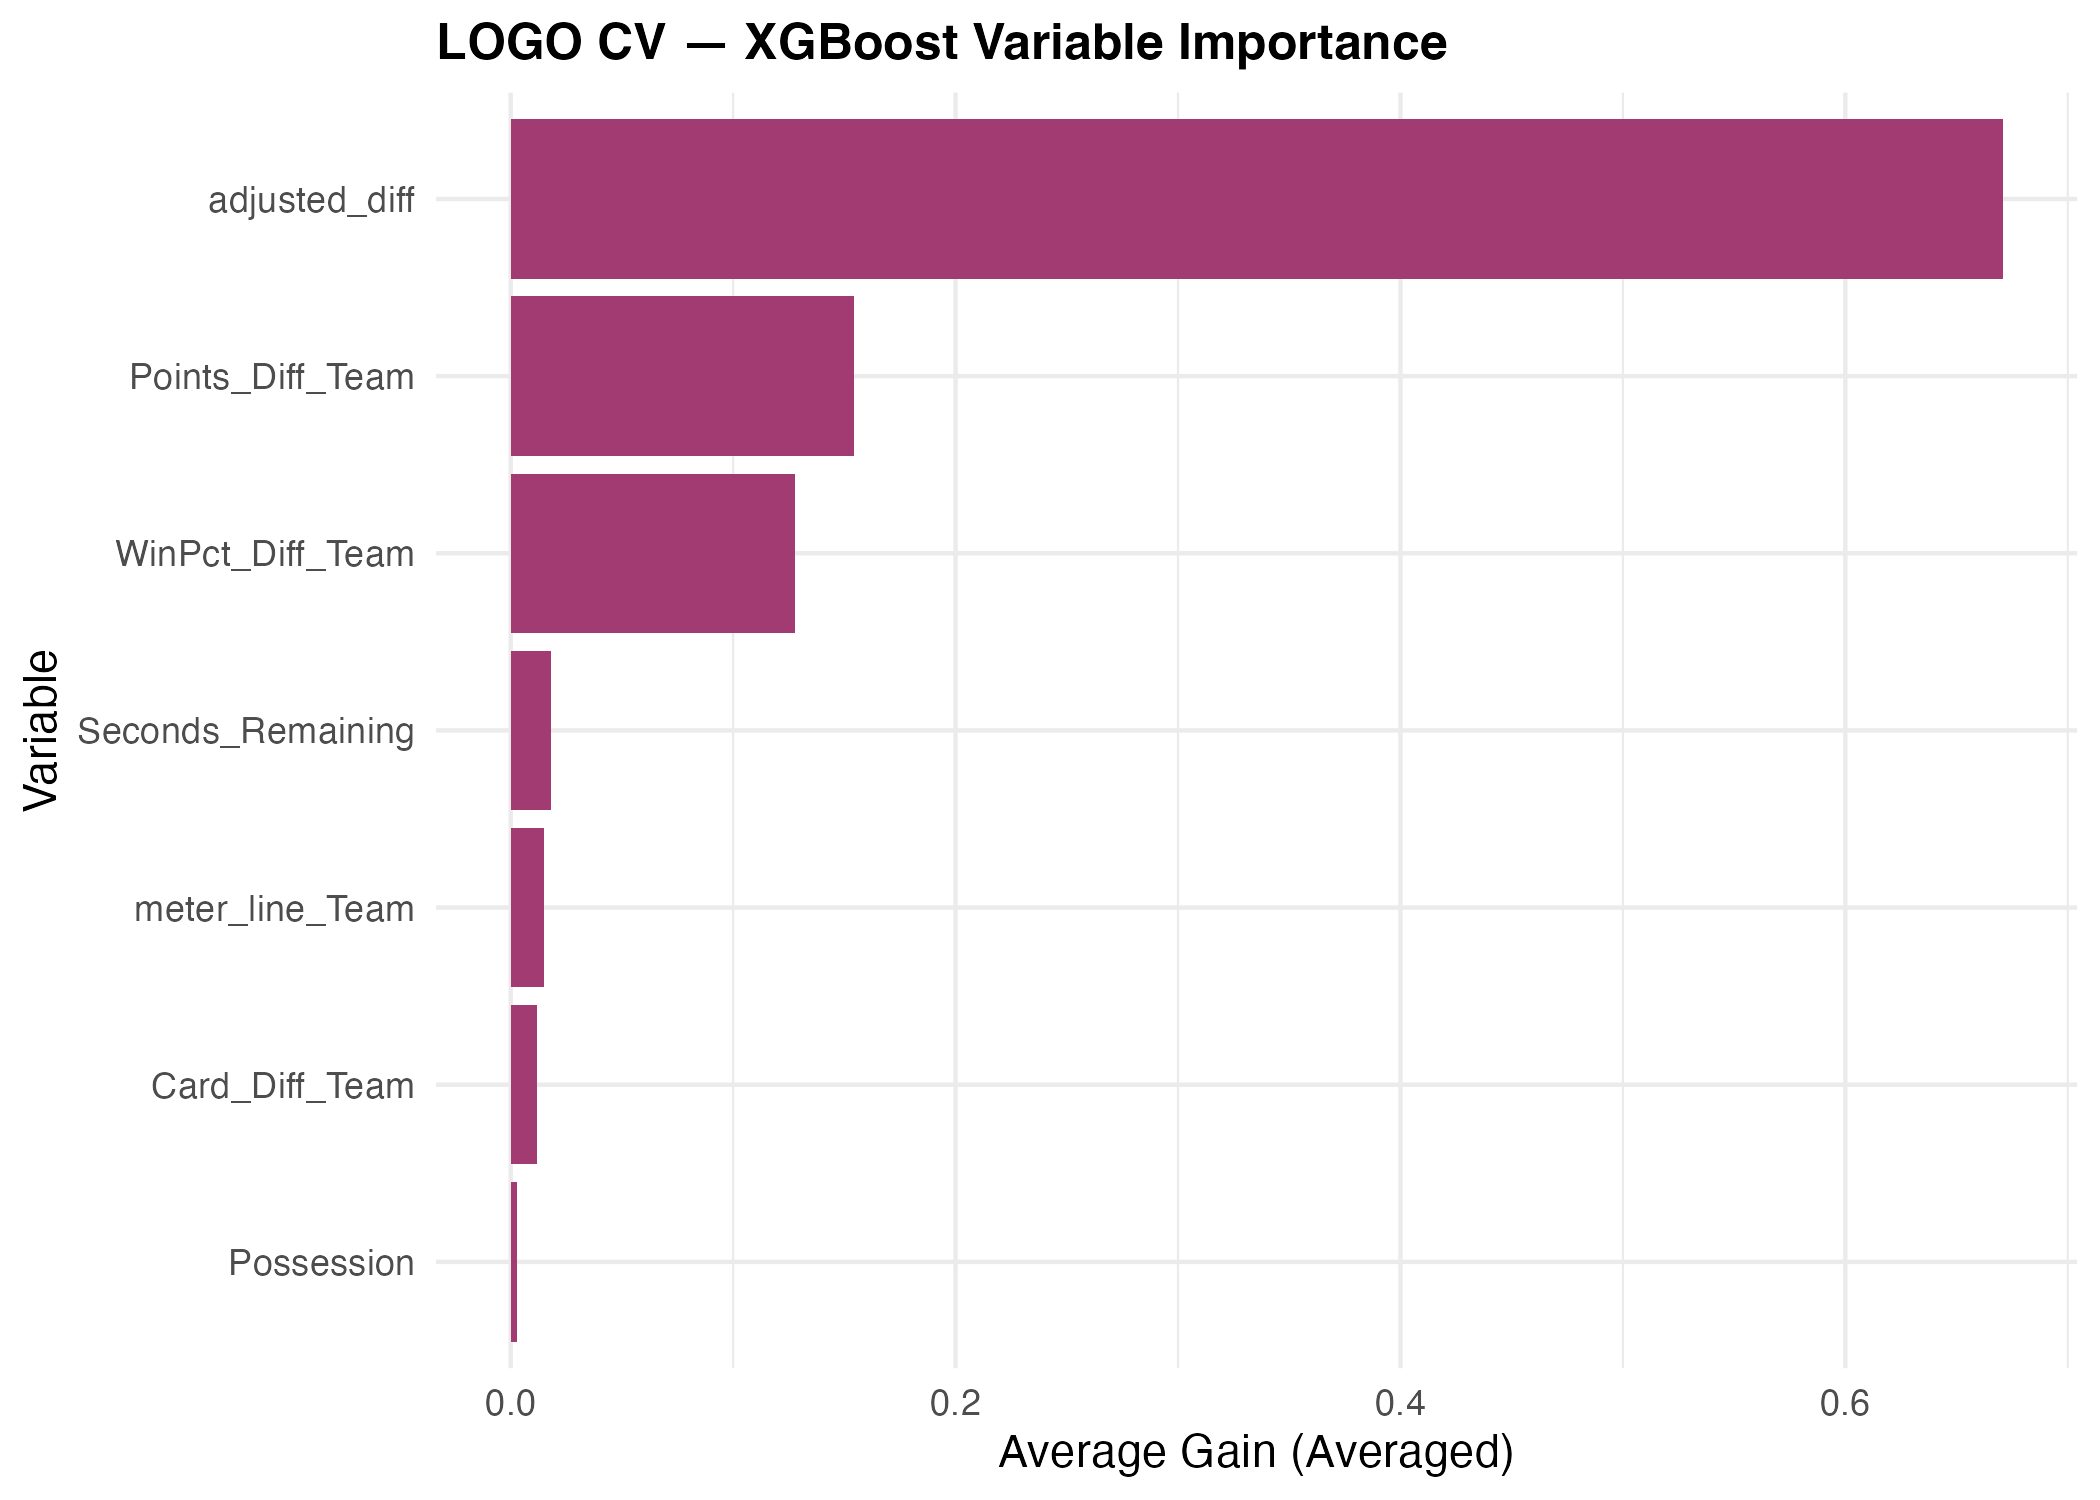 LOGO CV — XGBoost Variable Importance
adjusted_diff
Points_Diff_Team
WinPct_Diff_Team
Seconds_Remaining
meter_line_Team
Card_Diff_Team
Possession
Variable
0.0 0.2 0.4 0.6
Average Gain (Averaged)